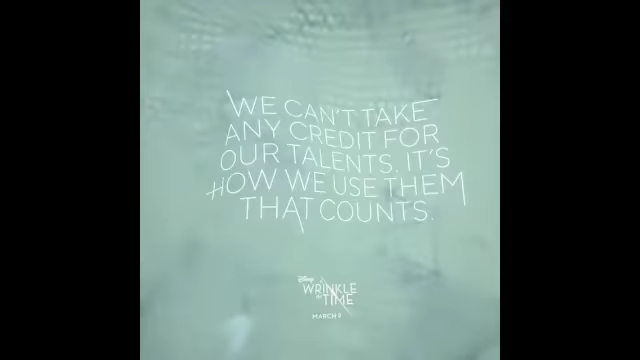 WE CAN'T TAKE
ANY CREDIT FOR
OUR TALENTS. IT'S
HOW WE USE THEM
THAT COUNTS.
Disney
A WRINKLE
IN TIME
MARCH 9